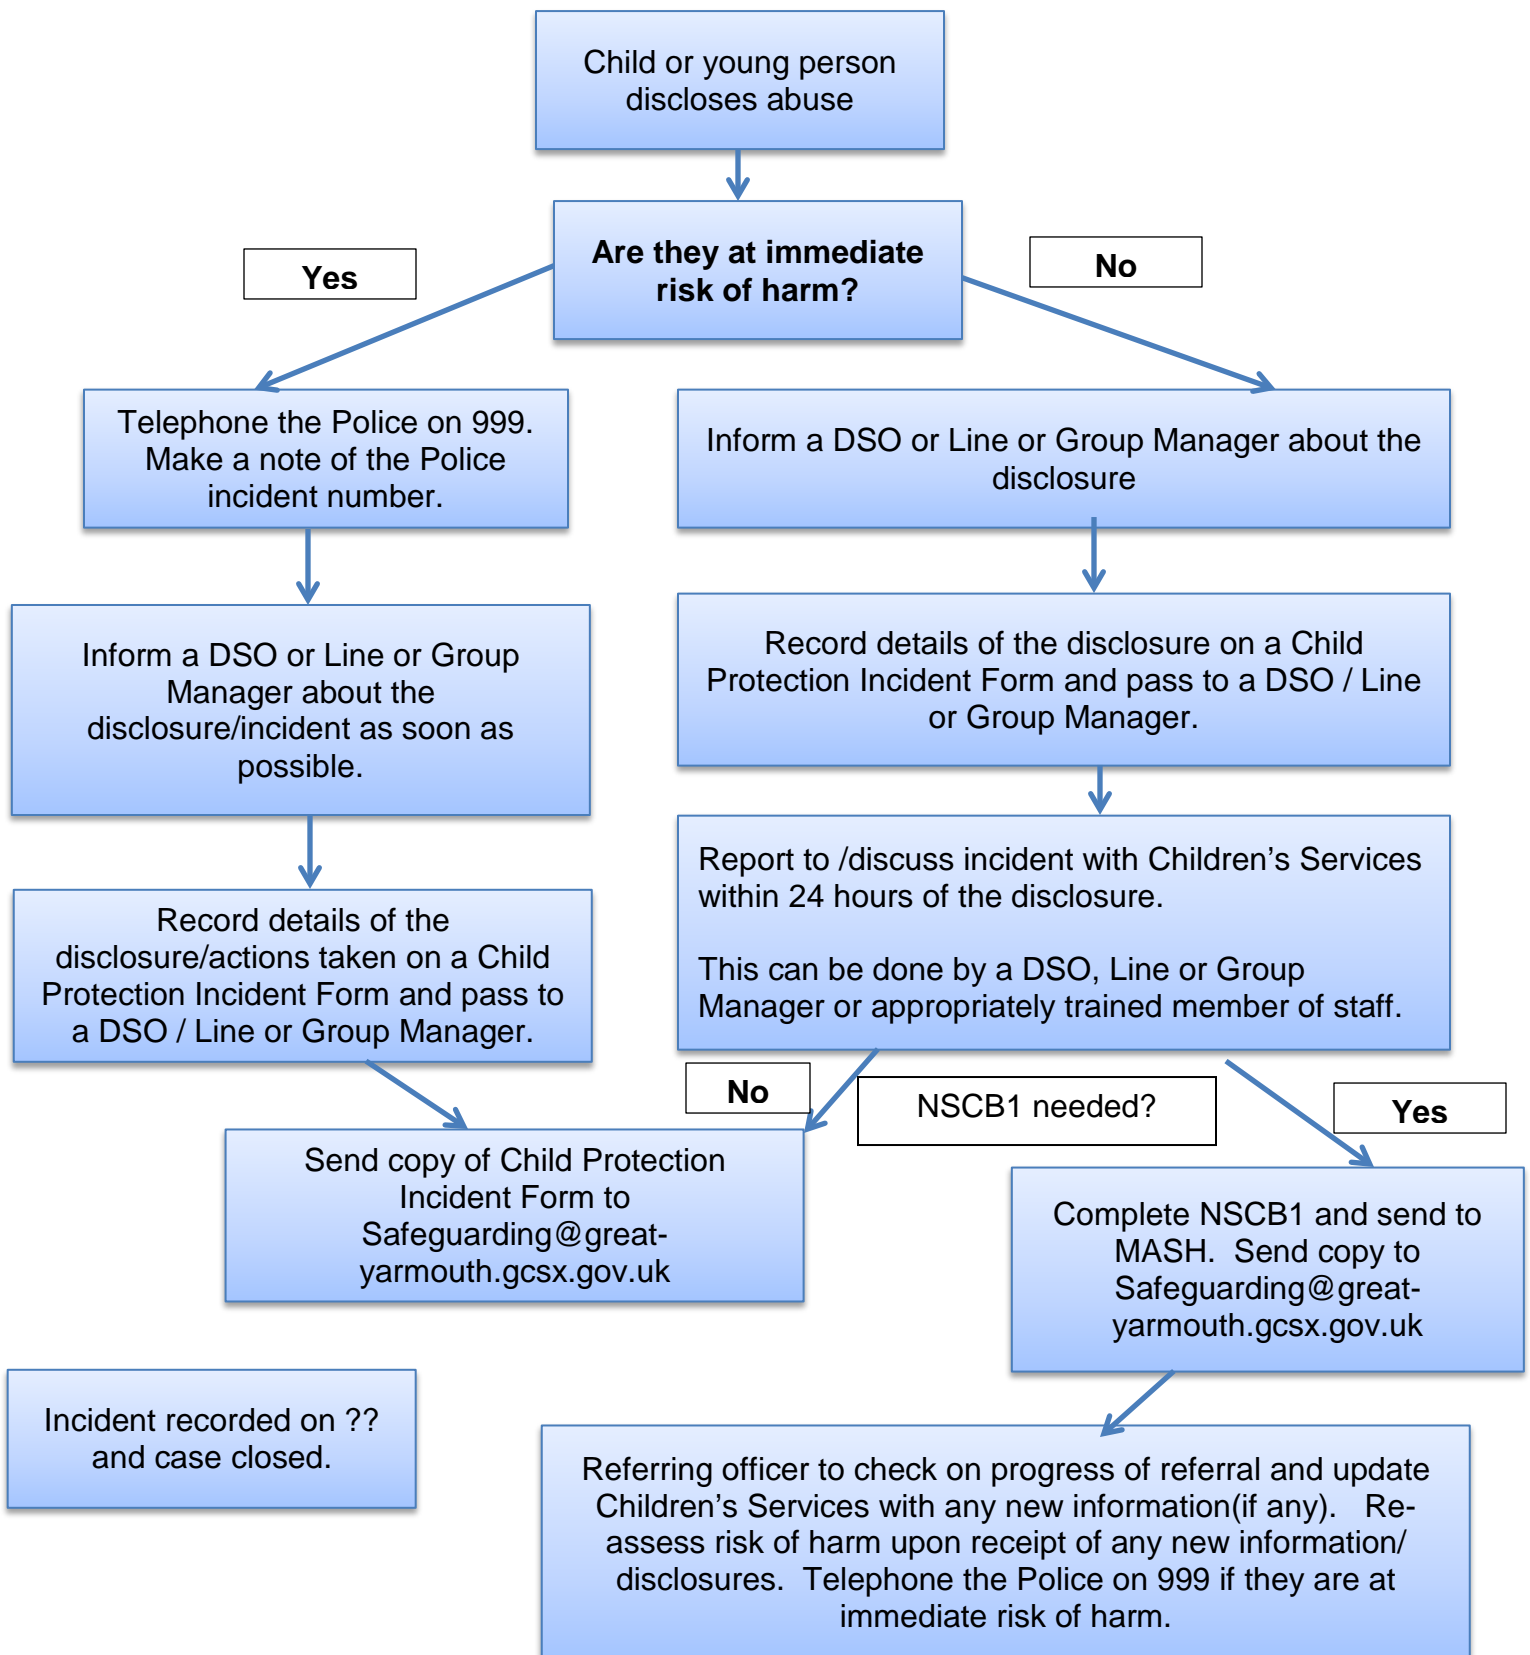 Child or young person
discloses abuse
Are they at immediate
risk of harm?
Yes
No
Telephone the Police on 999.
Make a note of the Police
incident number.
Inform a DSO or Line or Group Manager about the
disclosure
Inform a DSO or Line or Group
Manager about the
disclosure/incident as soon as
possible.
Record details of the disclosure on a Child
Protection Incident Form and pass to a DSO / Line
or Group Manager.
Record details of the
disclosure/actions taken on a Child
Protection Incident Form and pass to
a DSO / Line or Group Manager.
Report to /discuss incident with Children’s Services
within 24 hours of the disclosure.
This can be done by a DSO, Line or Group
Manager or appropriately trained member of staff.
No
NSCB1 needed?
Yes
Send copy of Child Protection
Incident Form to
Safeguarding@great-
yarmouth.gcsx.gov.uk
Complete NSCB1 and send to
MASH.  Send copy to
Safeguarding@great-
yarmouth.gcsx.gov.uk
Incident recorded on ??
and case closed.
Referring officer to check on progress of referral and update
Children’s Services with any new information(if any).   Re-
assess risk of harm upon receipt of any new information/
disclosures.  Telephone the Police on 999 if they are at
immediate risk of harm.